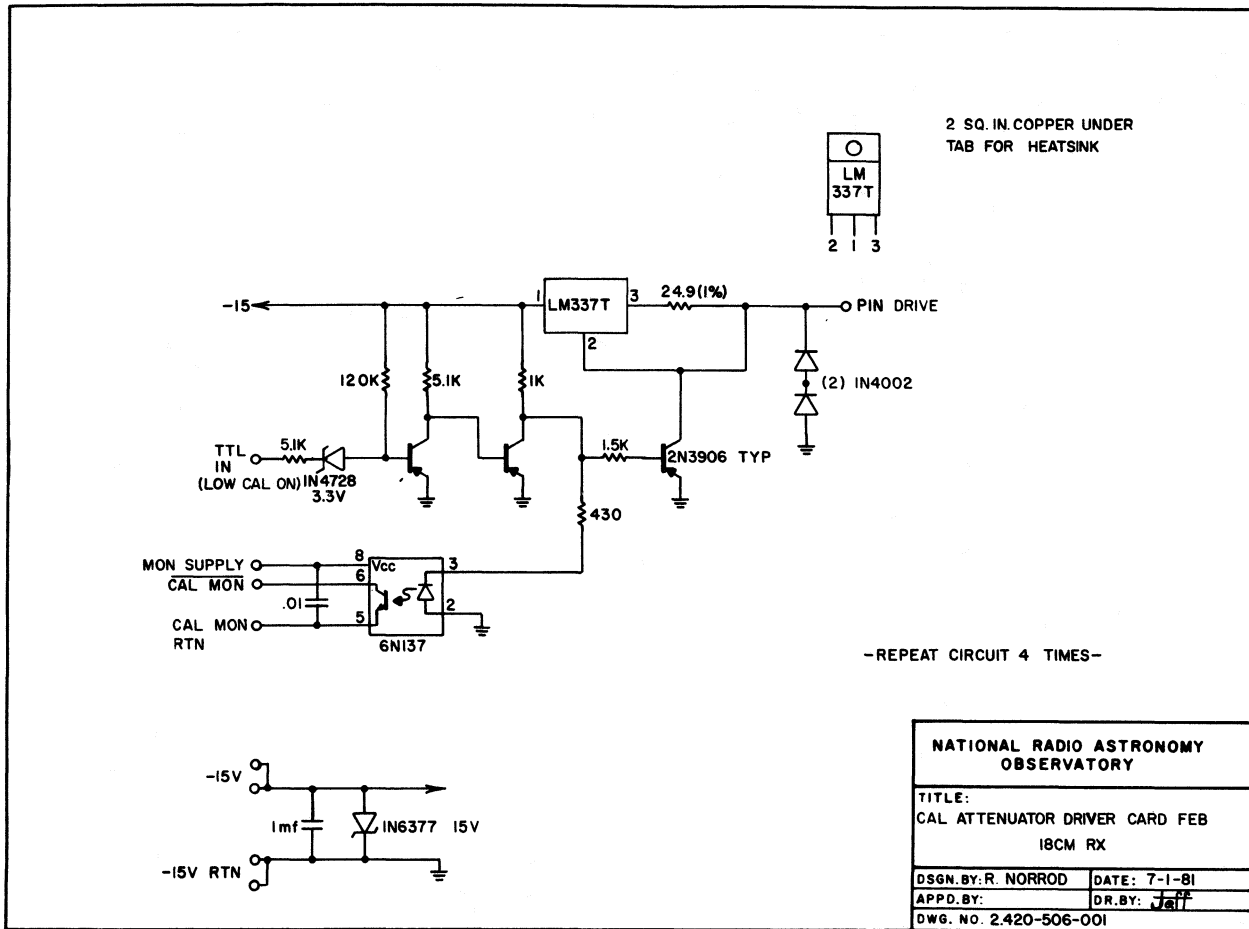 2 SQ. IN. COPPER UNDER
TAB FOR HEATSINK
LM
337T
2 1 3
-15
1
LM337T
3
24.9(1%)
PIN DRIVE
2
120K
5.1K
1K
(2) IN4002
TTL
IN
(LOW CAL ON)
5.1K
IN4728
3.3V
1.5K
2N3906 TYP
430
MON SUPPLY
8
Vcc
3
CAL MON
6
.01
2
CAL MON
RTN
5
6N137
-REPEAT CIRCUIT 4 TIMES-
-15V
1mf
IN6377 15V
-15V RTN
NATIONAL RADIO ASTRONOMY
OBSERVATORY
TITLE:
CAL ATTENUATOR DRIVER CARD FEB
18CM RX
DSGN. BY: R. NORROD
DATE: 7-1-81
APPD. BY:
DR. BY: Jeff
DWG. NO. 2.420-506-001